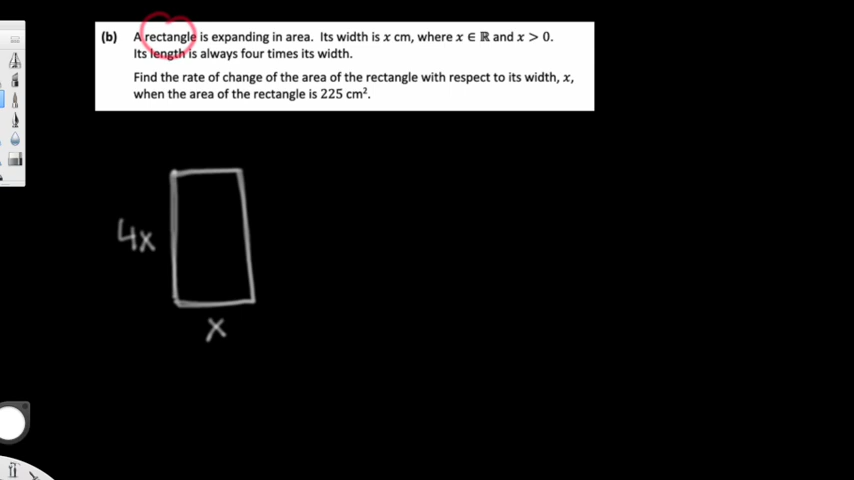 (b) A rectangle is expanding in area. Its width is x cm, where x ∈ ℝ and x > 0.
Its length is always four times its width.
Find the rate of change of the area of the rectangle with respect to its width, x,
when the area of the rectangle is 225 cm².
4x
x